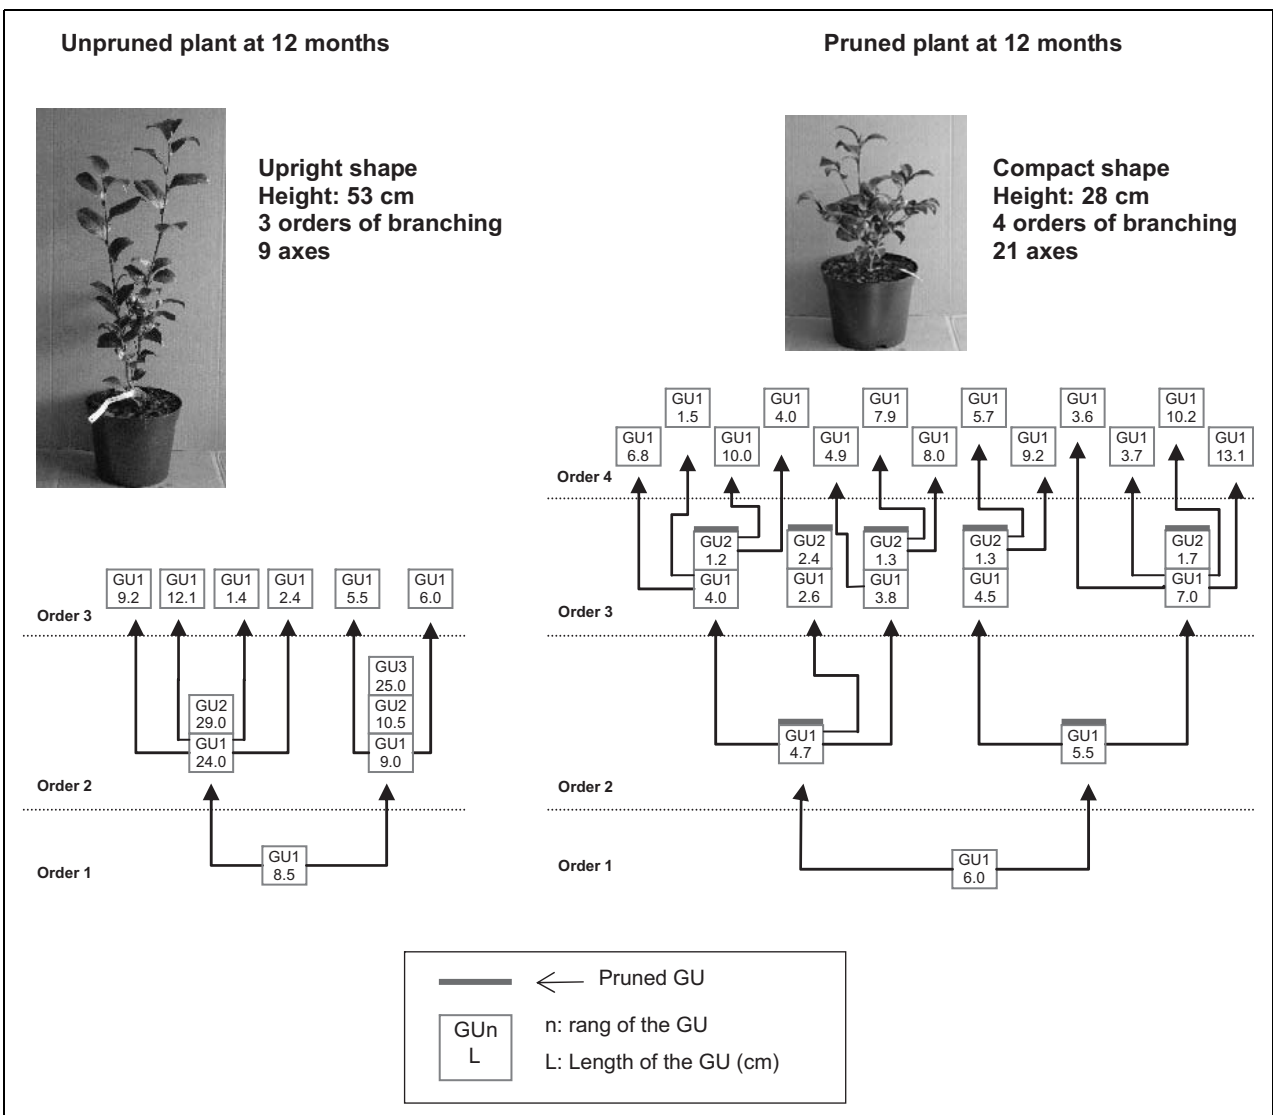 Unpruned plant at 12 months
Pruned plant at 12 months
Upright shape
Height: 53 cm
3 orders of branching
9 axes
Compact shape
Height: 28 cm
4 orders of branching
21 axes
Order 3
GU1
9.2
GU1
12.1
GU1
1.4
GU1
2.4
GU1
5.5
GU1
6.0
Order 2
GU2
29.0
GU1
24.0
GU3
25.0
GU2
10.5
GU1
9.0
Order 1
GU1
8.5
Order 4
GU1
6.8
GU1
1.5
GU1
10.0
GU1
4.0
GU1
4.9
GU1
7.9
GU1
8.0
GU1
5.7
GU1
9.2
GU1
3.6
GU1
3.7
GU1
10.2
GU1
13.1
Order 3
GU2
1.2
GU1
4.0
GU2
2.4
GU1
2.6
GU2
1.3
GU1
3.8
GU2
1.3
GU1
4.5
GU2
1.7
GU1
7.0
Order 2
GU1
4.7
GU1
5.5
Order 1
GU1
6.0
Pruned GU
GUn
L
n: rang of the GU
L: Length of the GU (cm)